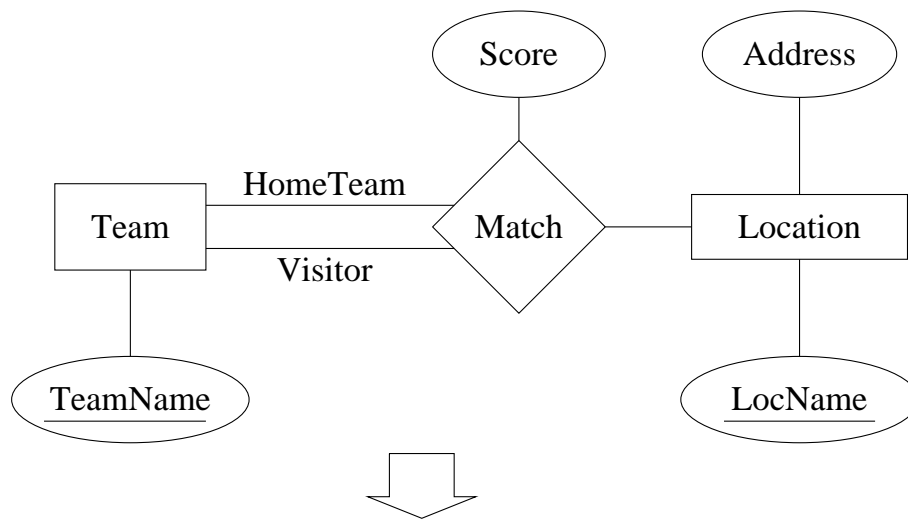 Score
Address
HomeTeam
Team
Match
Location
Visitor
TeamName
LocName